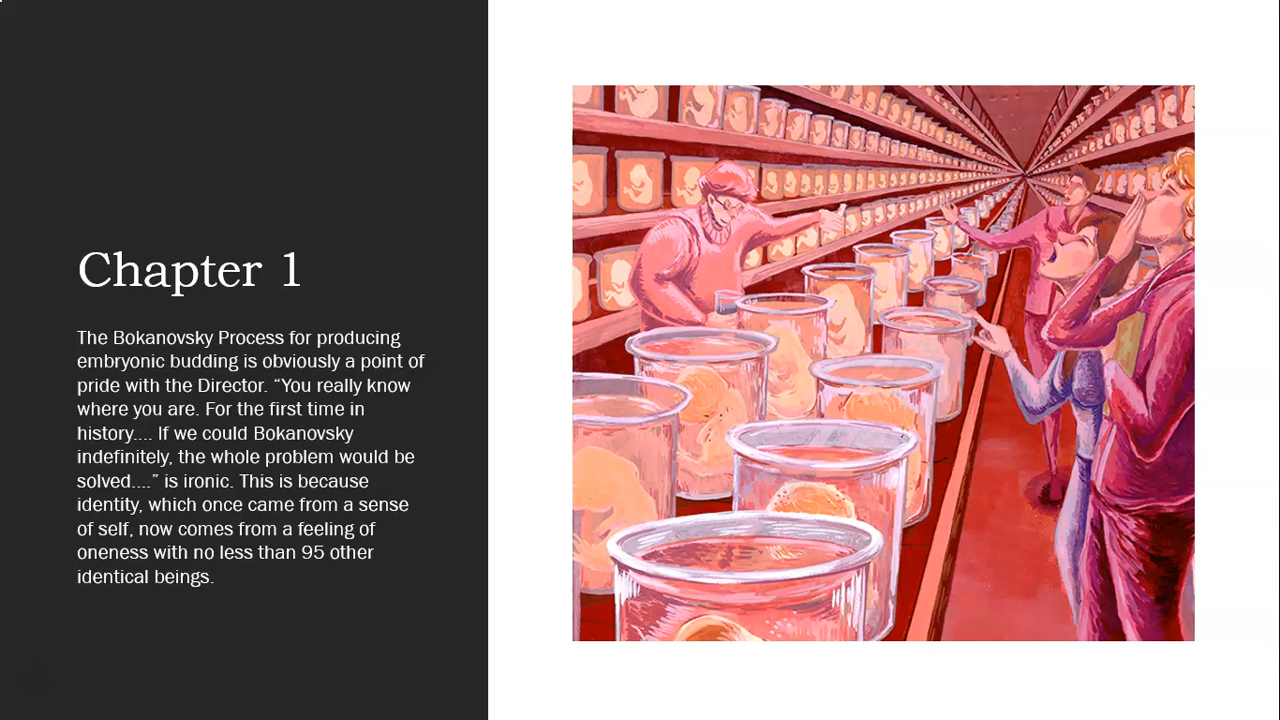 Chapter 1
The Bokanovsky Process for producing
embryonic budding is obviously a point of
pride with the Director. “You really know
where you are. For the first time in
history.... If we could Bokanovsky
indefinitely, the whole problem would be
solved....” is ironic. This is because
identity, which once came from a sense
of self, now comes from a feeling of
oneness with no less than 95 other
identical beings.